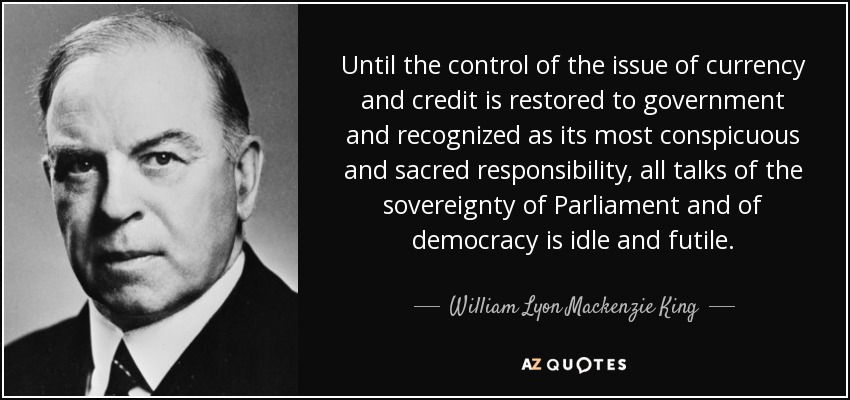 Until the control of the issue of currency
and credit is restored to government
and recognized as its most conspicuous
and sacred responsibility, all talks of the
sovereignty of Parliament and of
democracy is idle and futile.
William Lyon Mackenzie King
AZ QUOTES